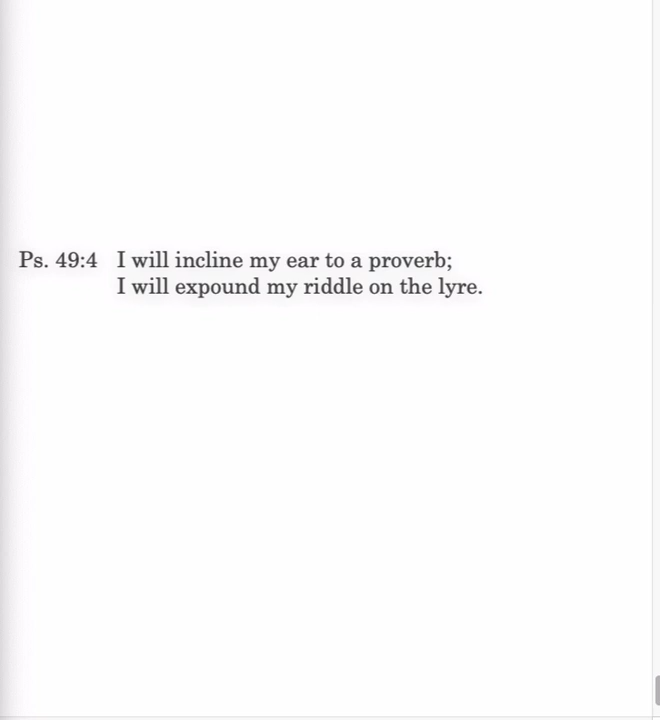 Ps. 49:4 I will incline my ear to a proverb;
I will expound my riddle on the lyre.